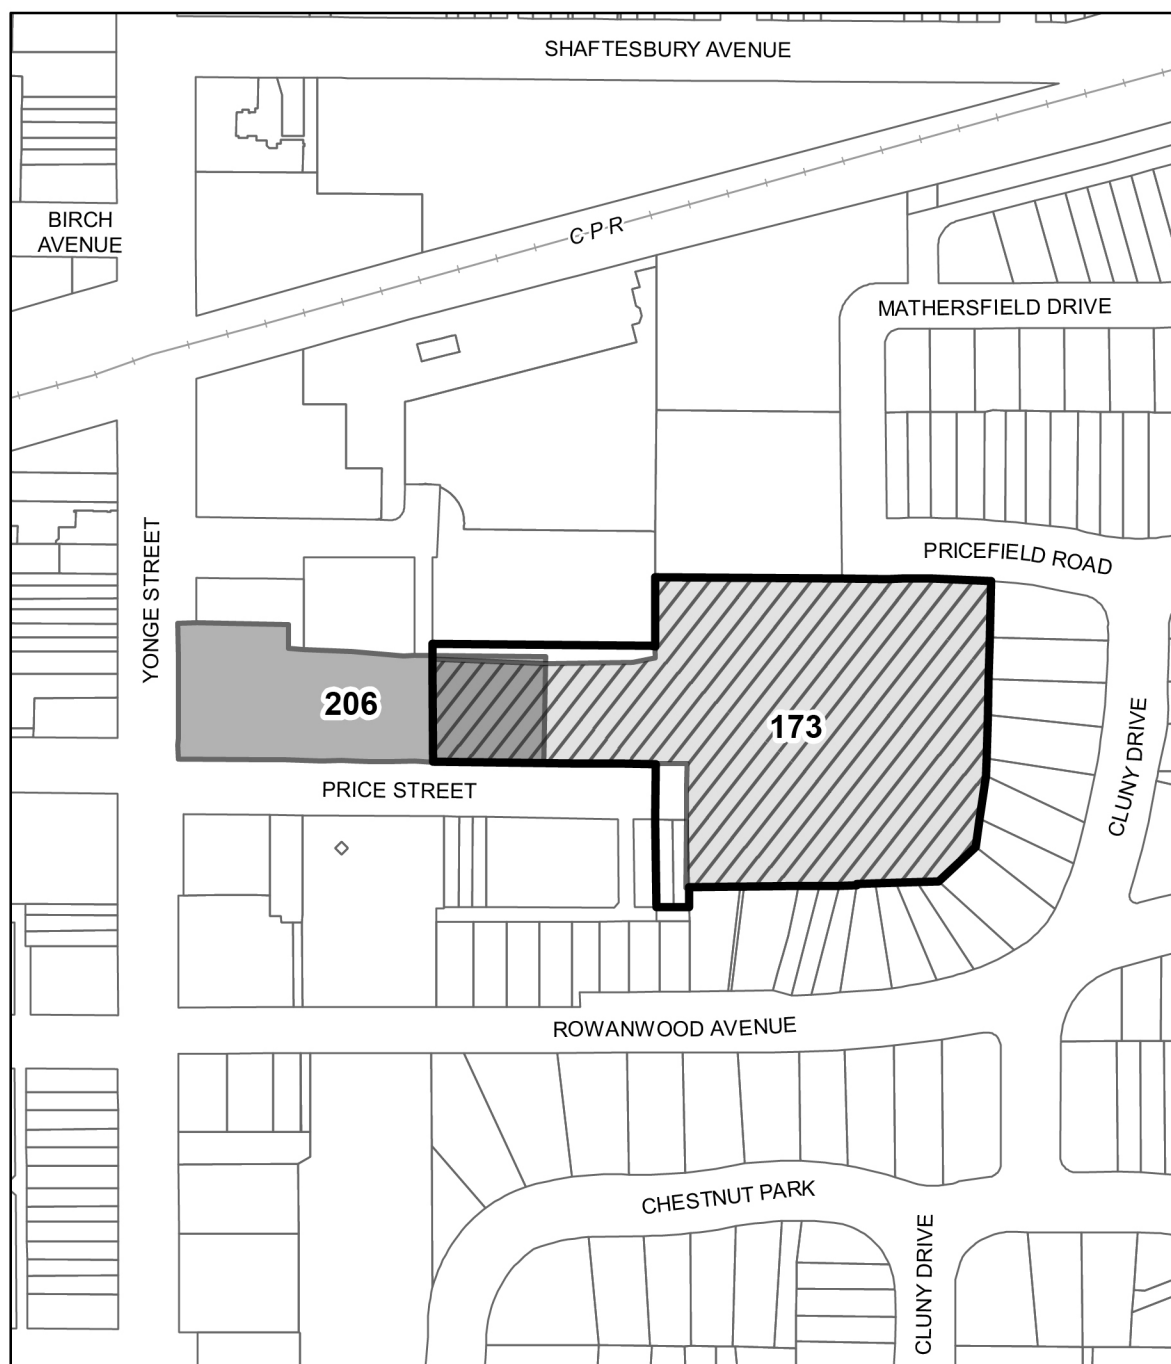 SHAFTESBURY AVENUE
BIRCH
AVENUE
C P R
MATHERSFIELD DRIVE
YONGE STREET
PRICEFIELD ROAD
206
173
CLUNY DRIVE
PRICE STREET
ROWANWOOD AVENUE
CHESTNUT PARK
CLUNY DRIVE